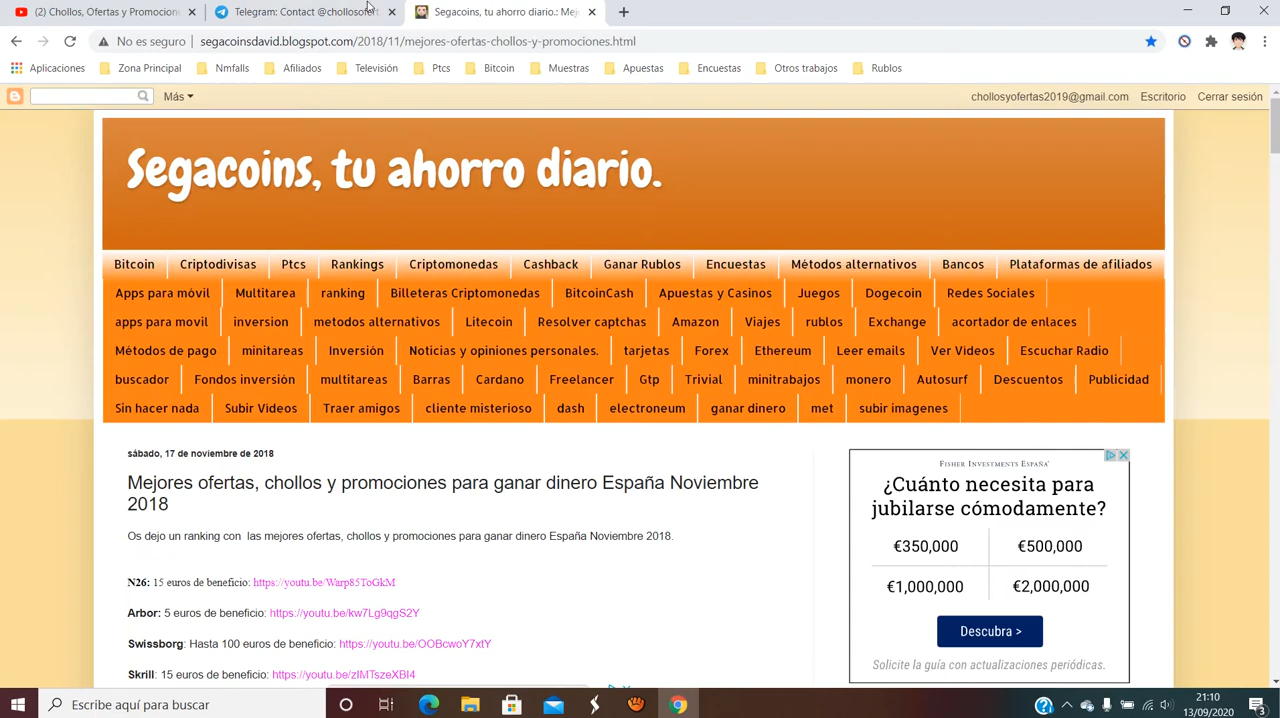 (2) Chollos, Ofertas y Promocione
Telegram: Contact @chollosofert
Segacoins, tu ahorro diario.: Mej
No es seguro
segacoinsdavid.blogspot.com/2018/11/mejores-ofertas-chollos-y-promociones.html
Aplicaciones Zona Principal Nmfalls Afiliados Televisión Ptcs Bitcoin Muestras Apuestas Encuestas Otros trabajos Rublos
Más
chollosyofertas2019@gmail.com Escritorio Cerrar sesión
Segacoins, tu ahorro diario.
Bitcoin Criptodivisas Ptcs Rankings Criptomonedas Cashback Ganar Rublos Encuestas Métodos alternativos Bancos Plataformas de afiliados
Apps para móvil Multitarea ranking Billeteras Criptomonedas BitcoinCash Apuestas y Casinos Juegos Dogecoin Redes Sociales
apps para movil inversion metodos alternativos Litecoin Resolver captchas Amazon Viajes rublos Exchange acortador de enlaces
Métodos de pago minitareas Inversión Noticias y opiniones personales. tarjetas Forex Ethereum Leer emails Ver Videos Escuchar Radio
buscador Fondos inversión multitareas Barras Cardano Freelancer Gtp Trivial minitrabajos monero Autosurf Descuentos Publicidad
Sin hacer nada Subir Videos Traer amigos cliente misterioso dash electroneum ganar dinero met subir imagenes
sábado, 17 de noviembre de 2018
Mejores ofertas, chollos y promociones para ganar dinero España Noviembre
2018
Os dejo un ranking con las mejores ofertas, chollos y promociones para ganar dinero España Noviembre 2018.
N26: 15 euros de beneficio: https://youtu.be/Warp85ToGkM
Arbor: 5 euros de beneficio: https://youtu.be/kw7Lg9qgS2Y
Swissborg: Hasta 100 euros de beneficio: https://youtu.be/OOBcwoY7xtY
Skrill: 15 euros de beneficio: https://youtu.be/zIMTszeXBI4
FISHER INVESTMENTS ESPAÑA
¿Cuánto necesita para
jubilarse cómodamente?
€350,000 €500,000
€1,000,000 €2,000,000
Descubra >
Solicite la guía con actualizaciones periódicas.
Escribe aquí para buscar
21:10
13/09/2020
3